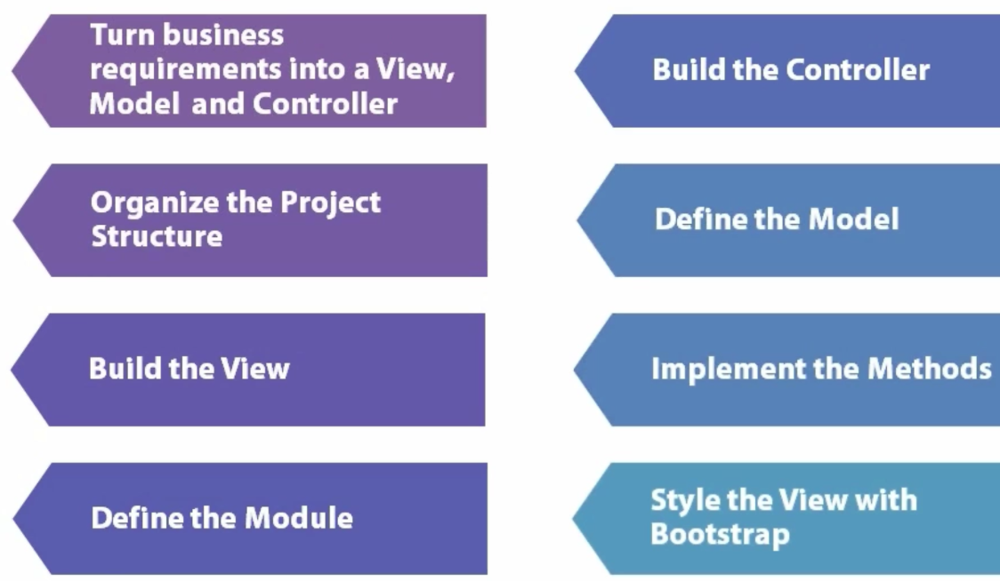 Turn business
requirements into a View,
Model and Controller
Organize the Project
Structure
Build the View
Define the Module
Build the Controller
Define the Model
Implement the Methods
Style the View with
Bootstrap